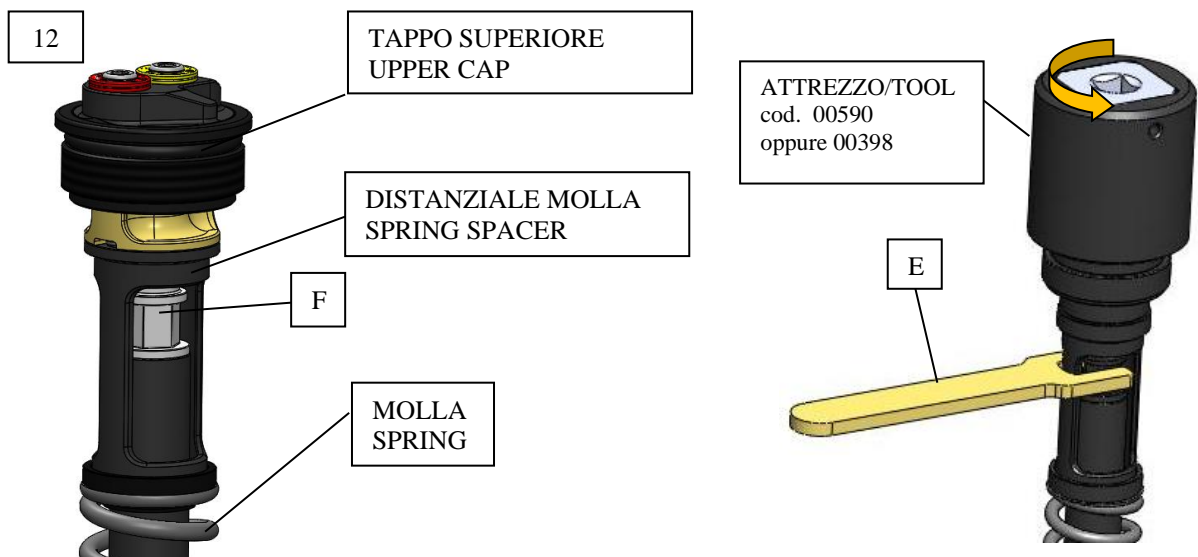 12
TAPPO SUPERIORE
UPPER CAP
DISTANZIALE MOLLA
SPRING SPACER
F
MOLLA
SPRING
ATTREZZO/TOOL
cod. 00590
oppure 00398
E